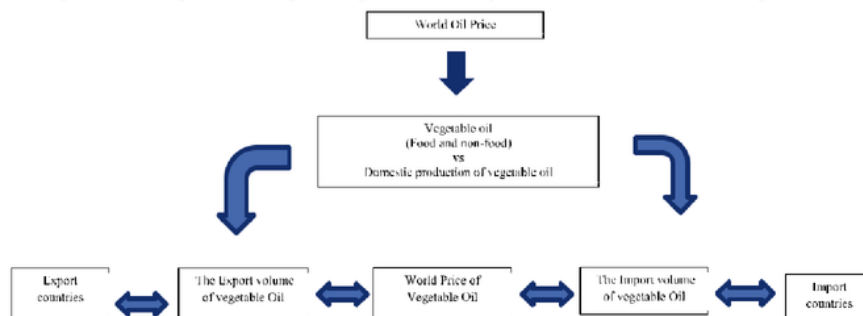 World Oil Price
Vegetable oil
(Food and non-food)
vs
Domestic production of vegetable oil
Export
countries
The Export volume
of vegetable Oil
World Price of
Vegetable Oil
The Import volume
of vegetable Oil
Import
countries